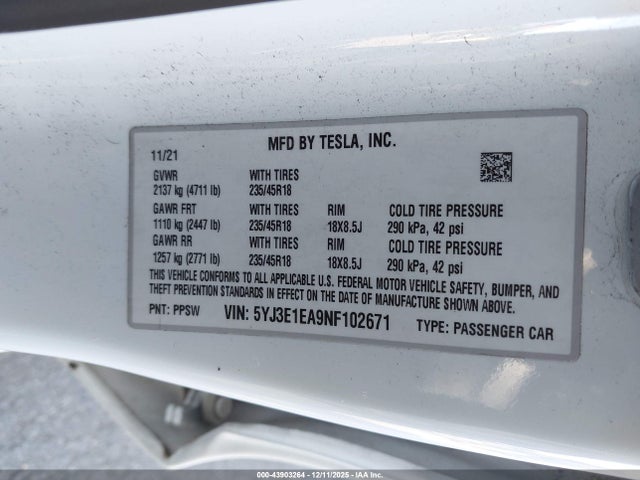 MFD BY TESLA, INC.
11/21
GVWR WITH TIRES
2137 kg (4711 lb) 235/45R18
GAWR FRT WITH TIRES RIM COLD TIRE PRESSURE
1110 kg (2447 lb) 235/45R18 18X8.5J 290 kPa, 42 psi
GAWR RR WITH TIRES RIM COLD TIRE PRESSURE
1257 kg (2771 lb) 235/45R18 18X8.5J 290 kPa, 42 psi
THIS VEHICLE CONFORMS TO ALL APPLICABLE U.S. FEDERAL MOTOR VEHICLE SAFETY, BUMPER, AND
THEFT PREVENTION STANDARDS IN EFFECT ON THE DATE OF MANUFACTURE SHOWN ABOVE.
PNT: PPSW VIN: 5YJ3E1EA9NF102671 TYPE: PASSENGER CAR
000-43903264 - 12/11/2025 - IAA Inc.